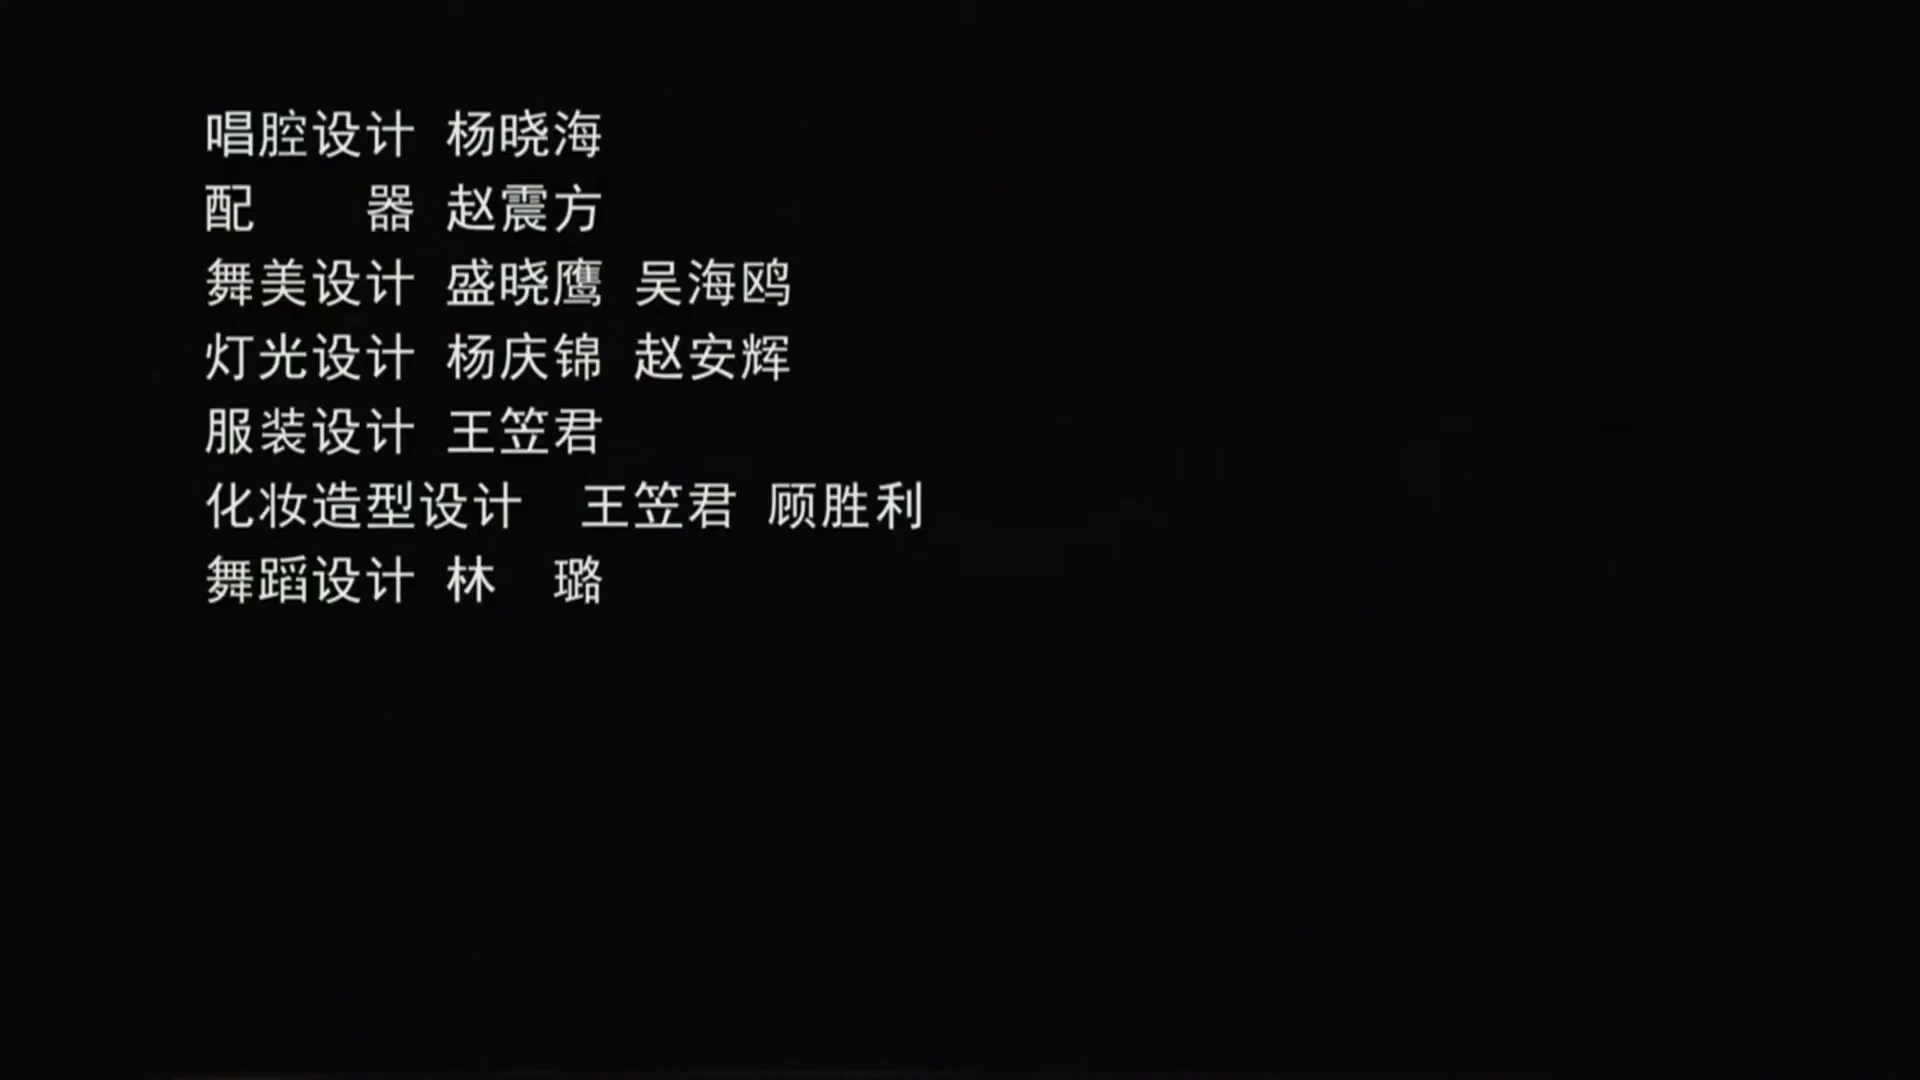 唱腔设计 杨晓海
配 器 赵震方
舞美设计 盛晓鹰 吴海鸥
灯光设计 杨庆锦 赵安辉
服装设计 王笠君
化妆造型设计 王笠君 顾胜利
舞蹈设计 林 璐